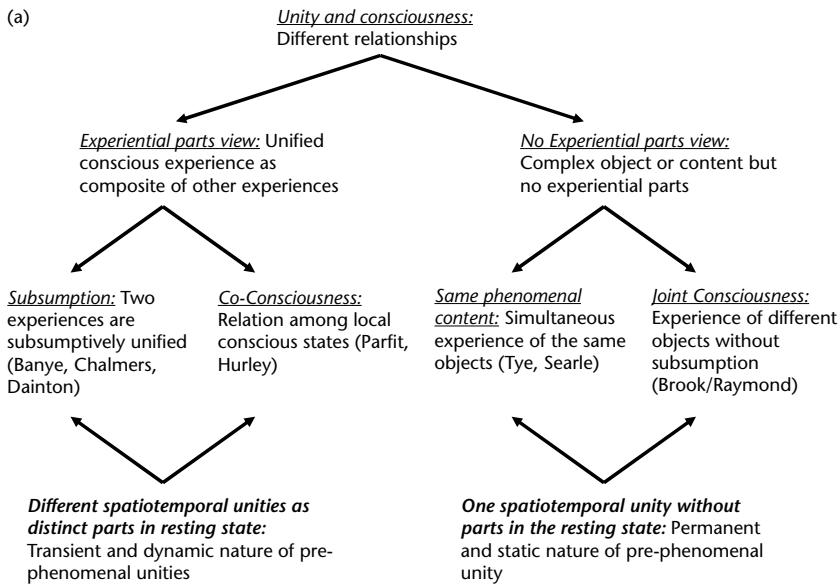 (a)
Unity and consciousness:
Different relationships
Experiential parts view: Unified
conscious experience as
composite of other experiences
No Experiential parts view:
Complex object or content but
no experiential parts
Subsumption: Two
experiences are
subsumptively unified
(Banye, Chalmers,
Dainton)
Co-Consciousness:
Relation among local
conscious states (Parfit,
Hurley)
Same phenomenal
content: Simultaneous
experience of the same
objects (Tye, Searle)
Joint Consciousness:
Experience of different
objects without
subsumption
(Brook/Raymond)
Different spatiotemporal unities as
distinct parts in resting state:
Transient and dynamic nature of pre-
phenomenal unities
One spatiotemporal unity without
parts in the resting state: Permanent
and static nature of pre-phenomenal
unity